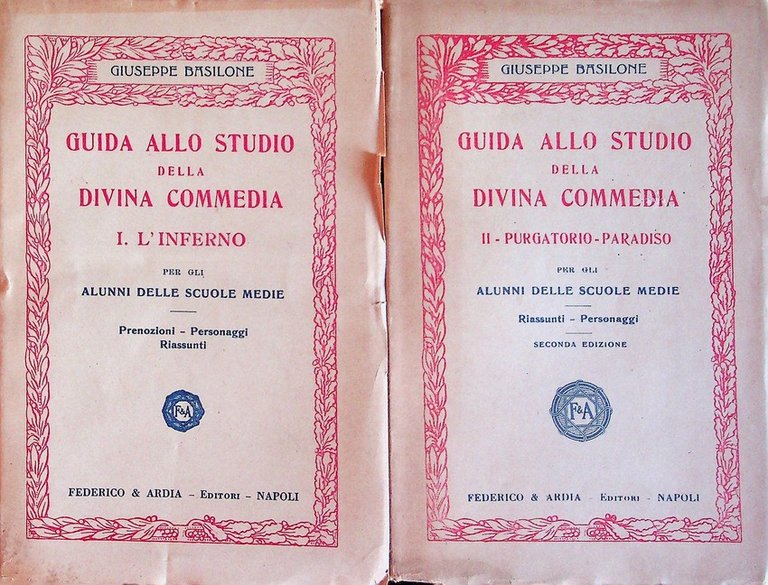 GIUSEPPE BASILONE
GUIDA ALLO STUDIO
DELLA
DIVINA COMMEDIA
I. L'INFERNO
PER GLI
ALUNNI DELLE SCUOLE MEDIE
Prenozioni - Personaggi
Riassunti
F&A
FEDERICO & ARDIA - EDITORI - NAPOLI
GIUSEPPE BASILONE
GUIDA ALLO STUDIO
DELLA
DIVINA COMMEDIA
II - PURGATORIO - PARADISO
PER GLI
ALUNNI DELLE SCUOLE MEDIE
Riassunti - Personaggi
SECONDA EDIZIONE
F&A
FEDERICO & ARDIA - EDITORI - NAPOLI